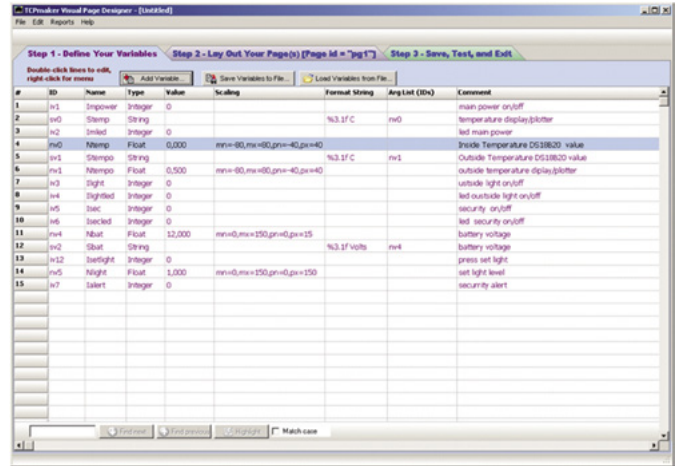 TCPmaker Visual Page Designer - [Untitled]
File Edit Reports Help
Step 1 - Define Your Variables Step 2 - Lay Out Your Page(s) [Page id = "pg1"] Step 3 - Save, Test, and Exit
Double-click lines to edit,
right-click for menu
Add Variable... Save Variables to File... Load Variables from File...
# ID Name Type Value Scaling Format String Arg List (IDs) Comment
1 iv1 Impower Integer 0 main power on/off
2 sv0 Stemp String %3.1f C nv0 temperature display/plotter
3 iv2 Imled Integer 0 led main power
4 nv0 Ntemp Float 0,000 mn=-80,mx=80,pn=-40,px=40 Inside Temperature DS18B20 value
5 sv1 Stempo String %3.1f C nv1 Outside Temperature DS18B20 value
6 nv1 Ntempo Float 0,500 mn=-80,mx=80,pn=-40,px=40 outside temperature diplay/plotter
7 iv3 Ilight Integer 0 ustside light on/off
8 iv4 Ilightled Integer 0 led oustside light on/off
9 iv5 Isec Integer 0 security on/off
10 iv6 Isecled Integer 0 led security on/off
11 nv4 Nbat Float 12,000 mn=0,mx=150,pn=0,px=15 battery voltage
12 sv2 Sbat String %3.1f Volts nv4 battery voltage
13 iv12 Isetlight Integer 0 press set light
14 nv5 Nlight Float 1,000 mn=0,mx=150,pn=0,px=150 set light level
15 iv7 Ialert Integer 0 securrity alert
Find next Find previous Highlight Match case